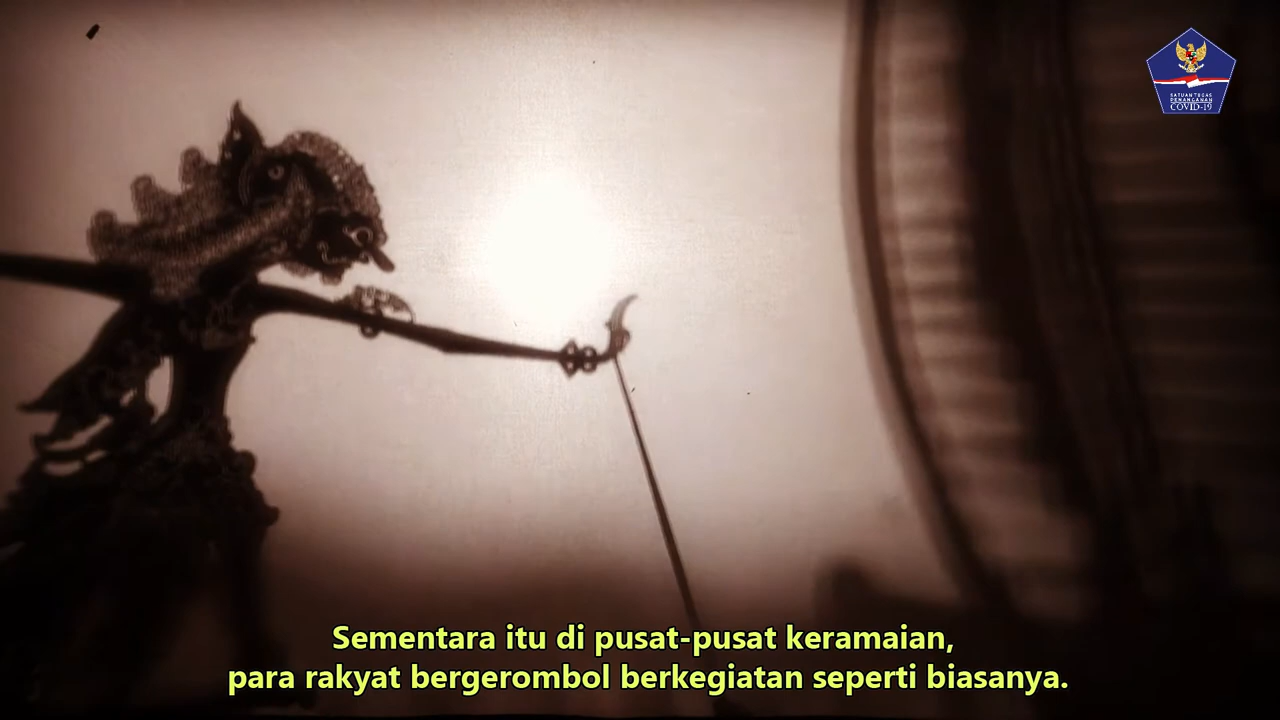 SATUAN TUGAS
PENANGANAN
COVID-19
Sementara itu di pusat-pusat keramaian,
para rakyat bergerombol berkegiatan seperti biasanya.